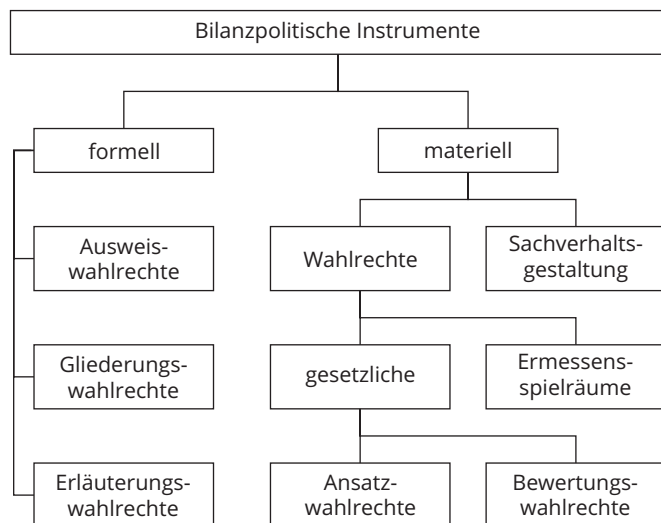 Bilanzpolitische Instrumente
formell
materiell
Ausweis-
wahlrechte
Wahlrechte
Sachverhalts-
gestaltung
Gliederungs-
wahlrechte
gesetzliche
Ermessens-
spielräume
Erläuterungs-
wahlrechte
Ansatz-
wahlrechte
Bewertungs-
wahlrechte